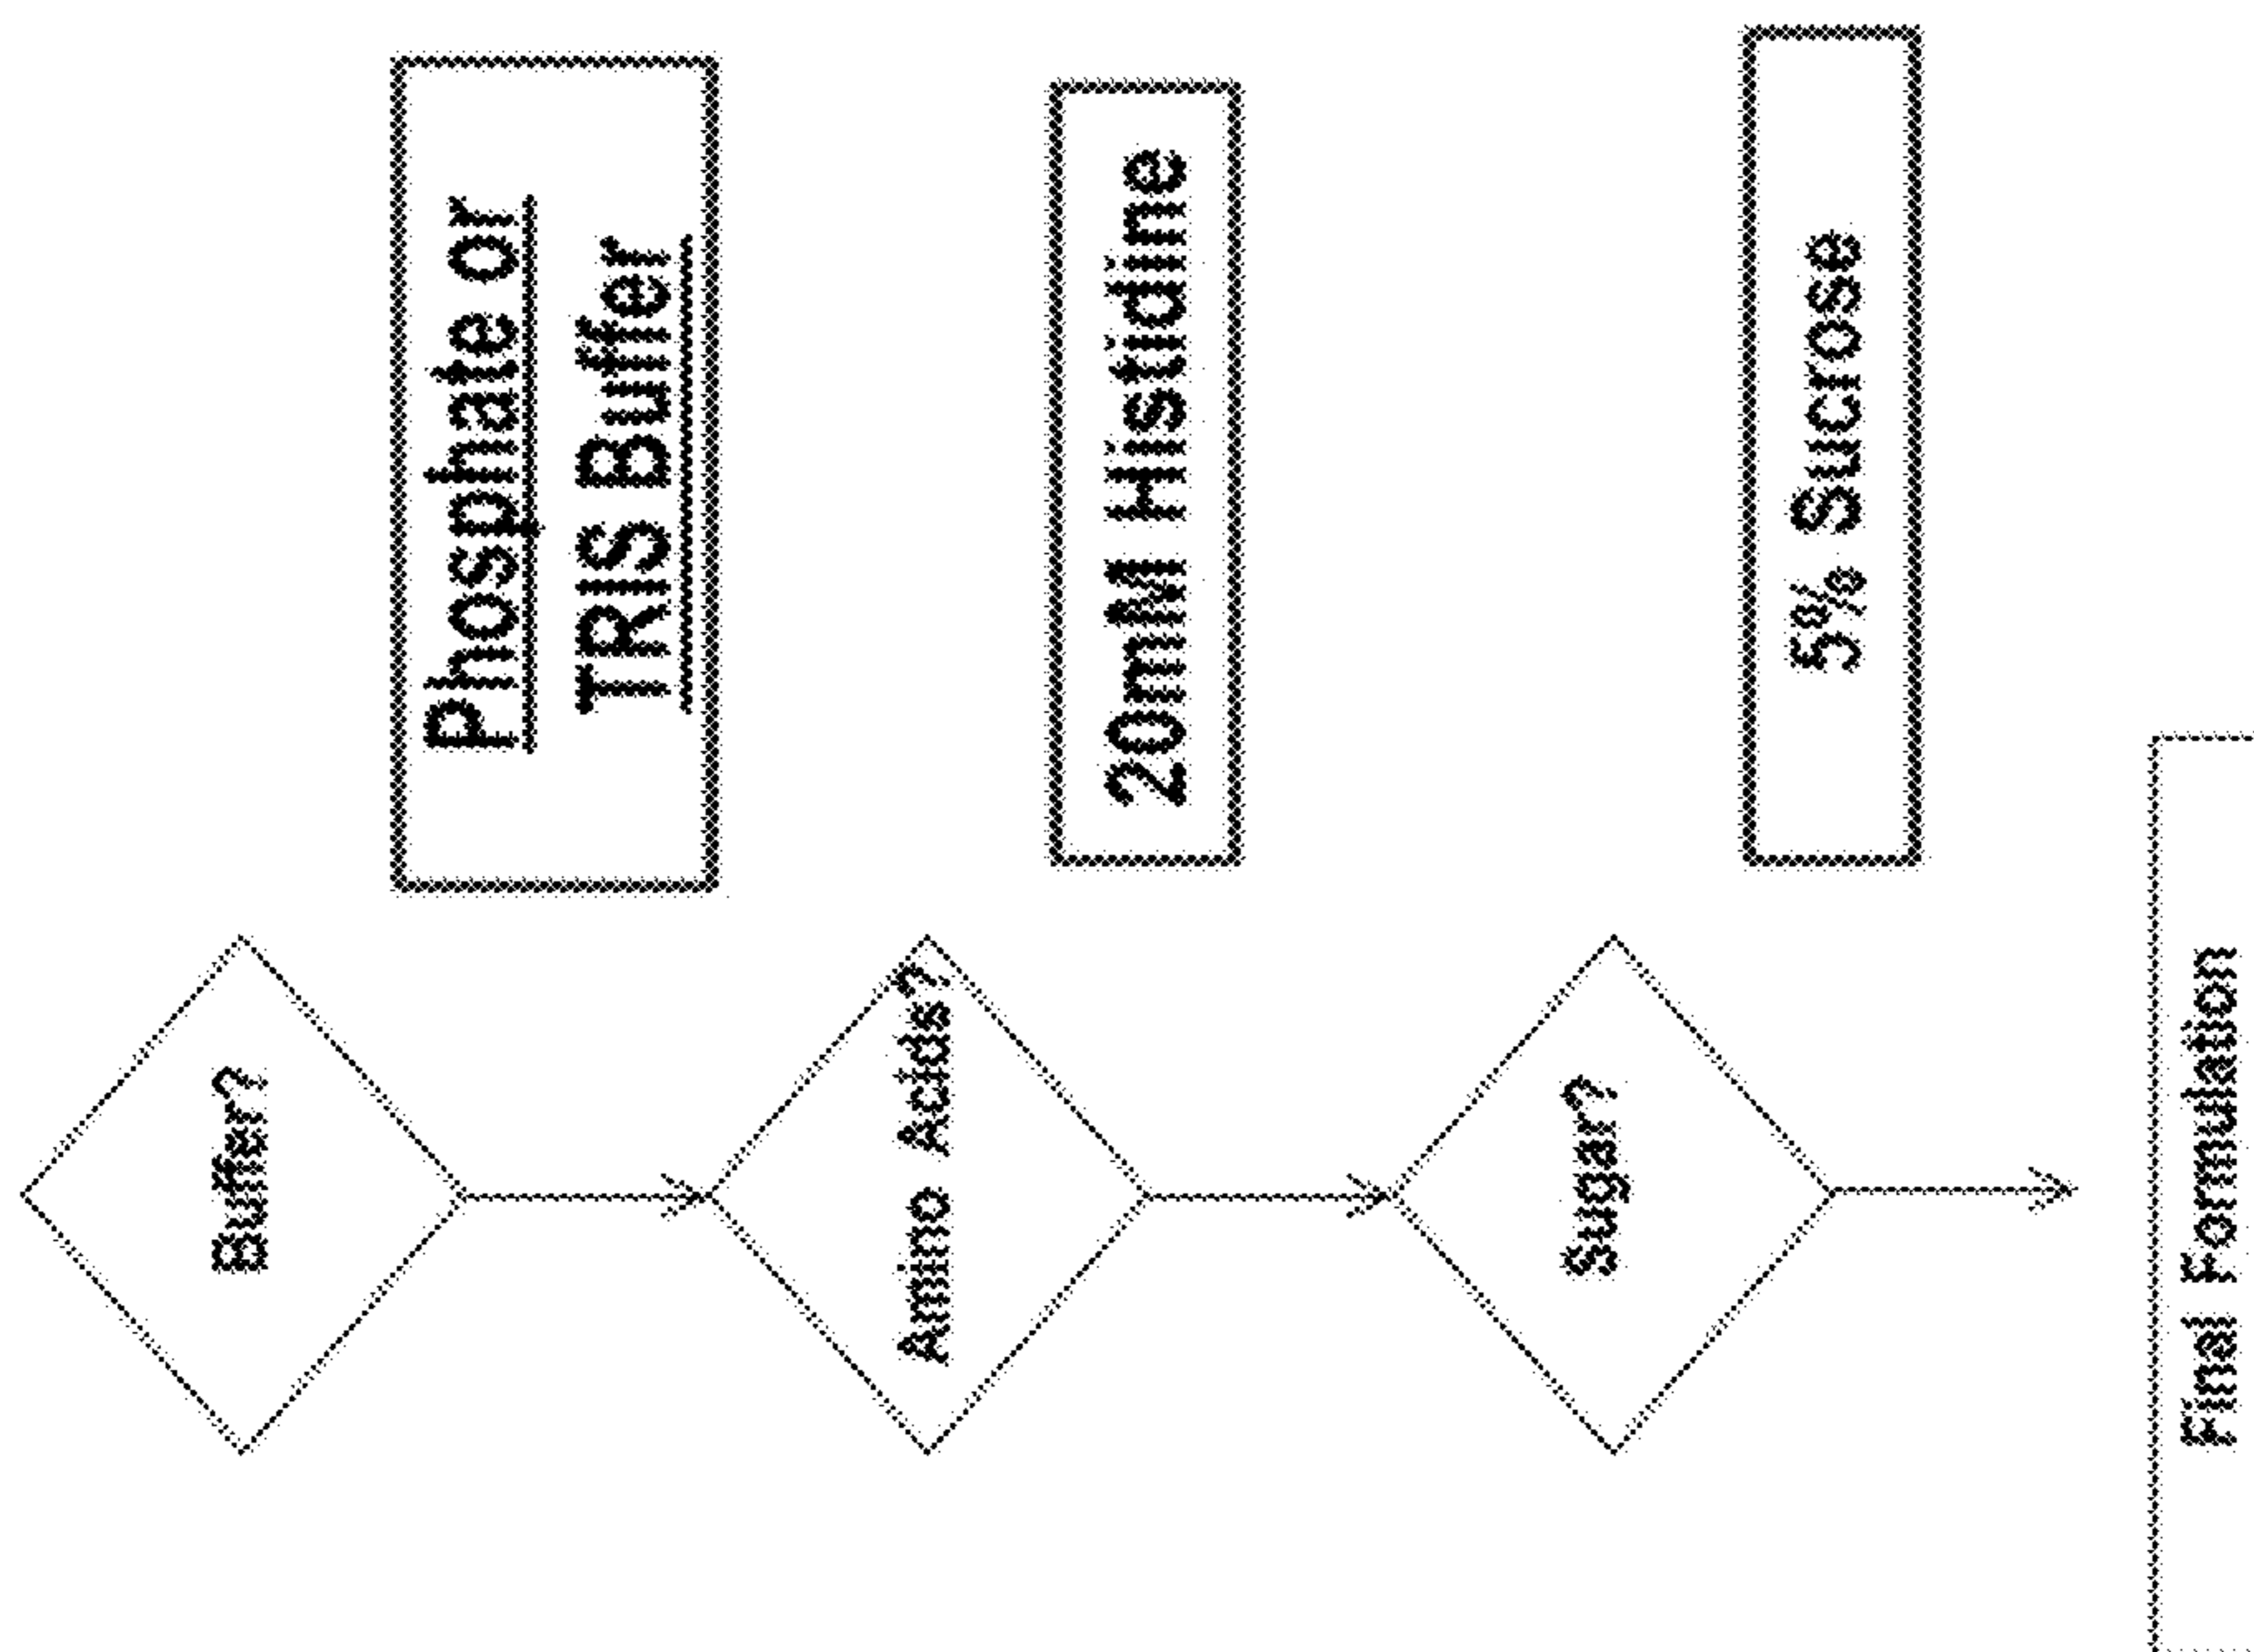 Buffer?
Phosphate or
TRIS Buffer
Amino Acids?
20mM Histidine
Sugar?
5% Sucrose
Final Formulation